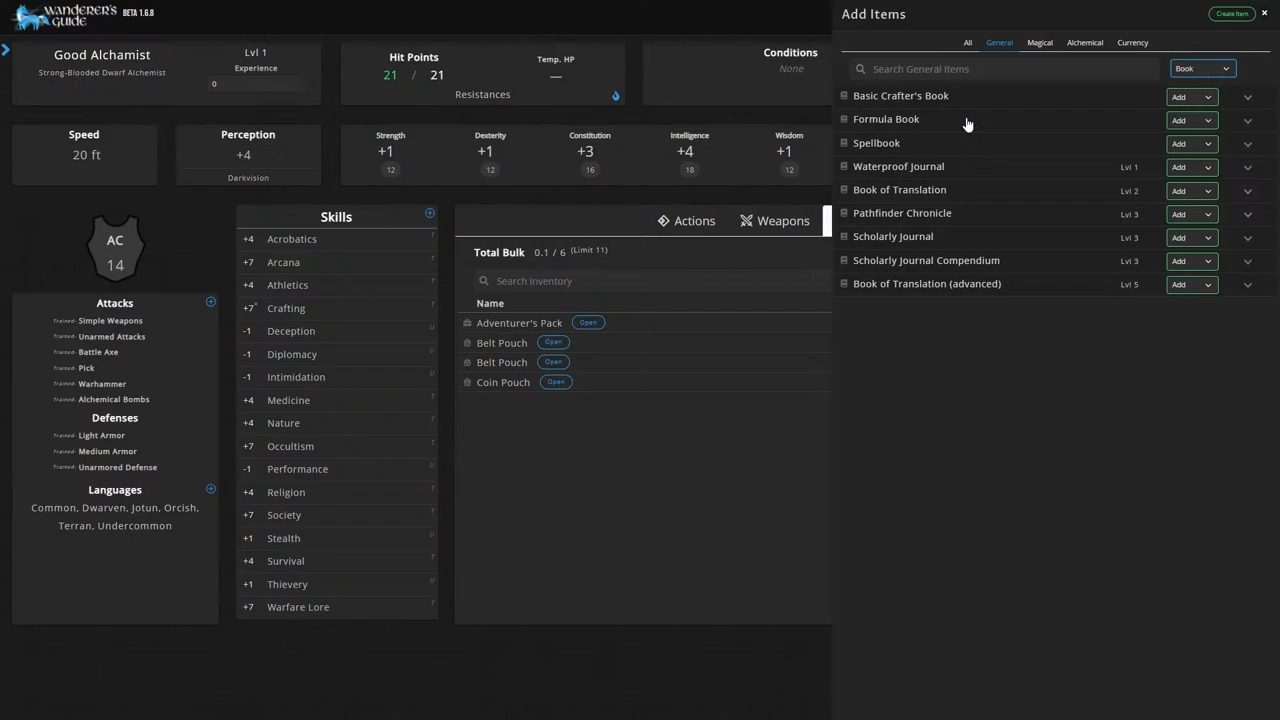 WANDERER'S GUIDE BETA 1.6.8
Good Alchamist
Strong-Blooded Dwarf Alchemist
Lvl 1
Experience
0
Hit Points
21 / 21
Temp. HP
—
Resistances
Conditions
None
Speed
20 ft
Perception
+4
Darkvision
Strength
+1
12
Dexterity
+1
12
Constitution
+3
16
Intelligence
+4
18
Wisdom
+1
12
AC
14
Attacks
Trained- Simple Weapons
Trained- Unarmed Attacks
Trained- Battle Axe
Trained- Pick
Trained- Warhammer
Trained- Alchemical Bombs
Defenses
Trained- Light Armor
Trained- Medium Armor
Trained- Unarmored Defense
Languages
Common, Dwarven, Jotun, Orcish,
Terran, Undercommon
Skills
+4 Acrobatics T
+7 Arcana T
+4 Athletics T
+7* Crafting T
-1 Deception U
-1 Diplomacy U
-1 Intimidation U
+4 Medicine T
+4 Nature T
+7 Occultism T
-1 Performance U
+4 Religion T
+7 Society T
+1 Stealth U
+4 Survival T
+1 Thievery U
+7 Warfare Lore T
Actions
Weapons
Total Bulk 0.1 / 6 (Limit 11)
Search Inventory
Name
Adventurer's Pack Open
Belt Pouch Open
Belt Pouch Open
Coin Pouch Open
Add Items
Create Item
All General Magical Alchemical Currency
Search General Items
Book
Basic Crafter's Book Add
Formula Book Add
Spellbook Add
Waterproof Journal Lvl 1 Add
Book of Translation Lvl 2 Add
Pathfinder Chronicle Lvl 3 Add
Scholarly Journal Lvl 3 Add
Scholarly Journal Compendium Lvl 3 Add
Book of Translation (advanced) Lvl 5 Add